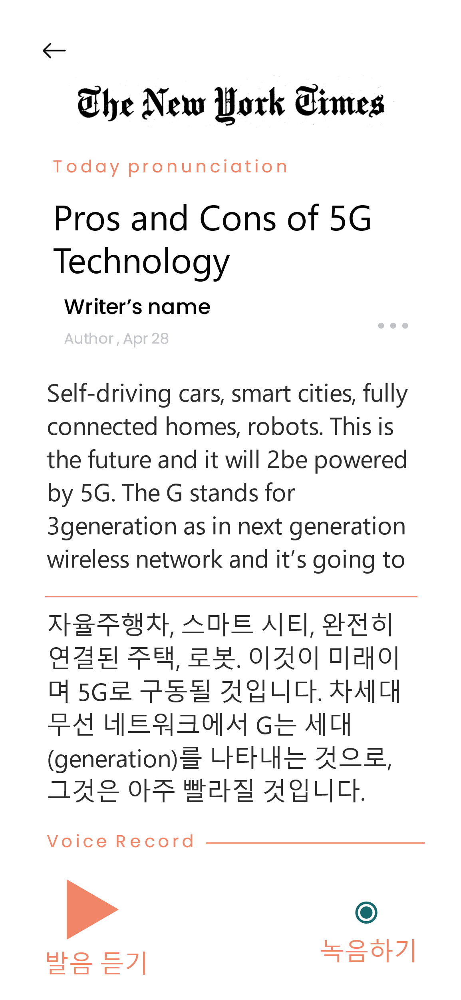 The New York Times
Today pronunciation
Pros and Cons of 5G
Technology
Writer’s name
Author , Apr 28
Self-driving cars, smart cities, fully
connected homes, robots. This is
the future and it will 2be powered
by 5G. The G stands for
3generation as in next generation
wireless network and it’s going to
자율주행차, 스마트 시티, 완전히
연결된 주택, 로봇. 이것이 미래이
며 5G로 구동될 것입니다. 차세대
무선 네트워크에서 G는 세대
(generation)를 나타내는 것으로,
그것은 아주 빨라질 것입니다.
Voice Record
발음 듣기
녹음하기